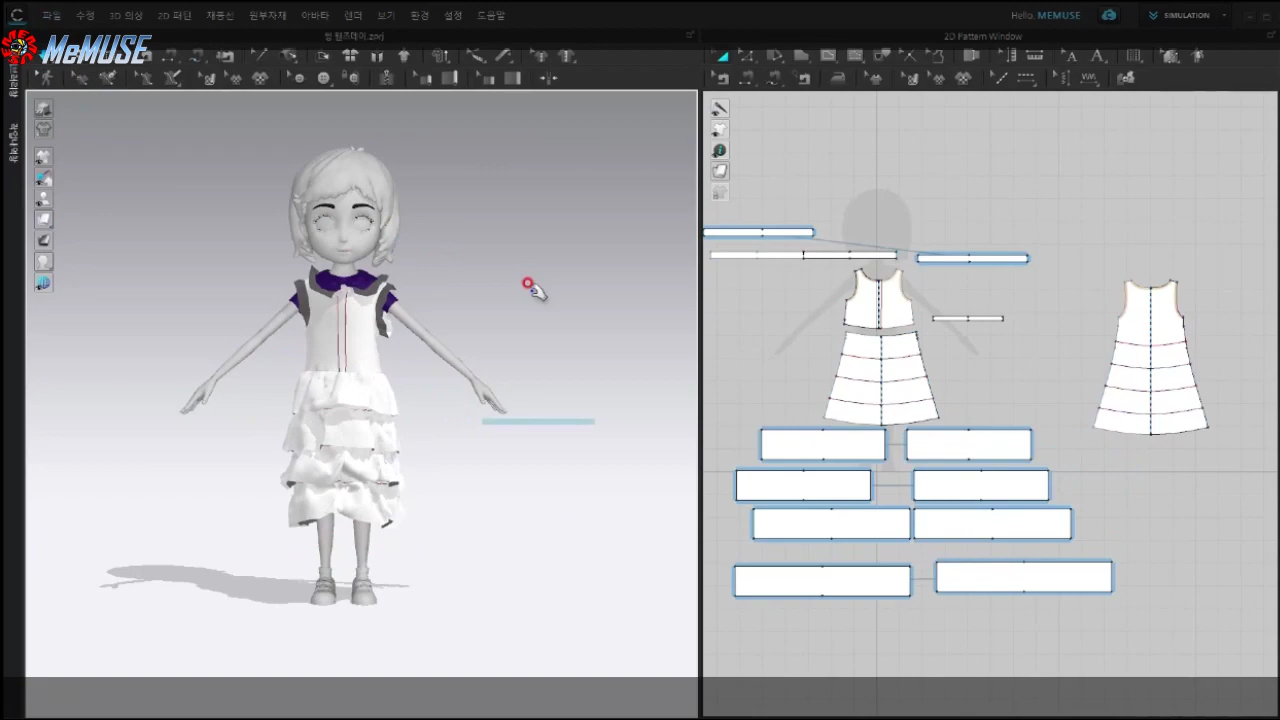 파일 수정 3D 의상 2D 패턴 재봉선 원부자재 아바타 렌더 보기 환경 설정 도움말 Hello, MEMUSE SIMULATION
2D Pattern Window
MeMUSE